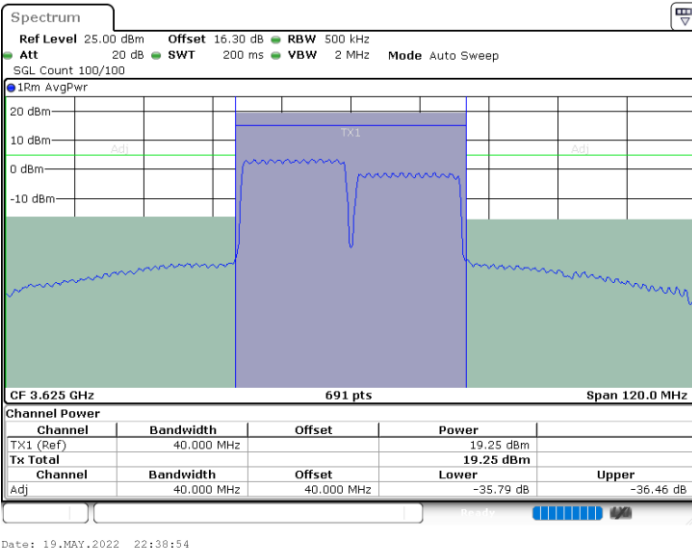 Spectrum
Ref Level 25.00 dBm Offset 16.30 dB RBW 500 kHz
Att 20 dB SWT 200 ms VBW 2 MHz Mode Auto Sweep
SGL Count 100/100
1Rm AvgPwr
20 dBm
TX1
10 dBm
Adj Adj
0 dBm
-10 dBm
CF 3.625 GHz 691 pts Span 120.0 MHz
Channel Power
Channel Bandwidth Offset Power
TX1 (Ref) 40.000 MHz 19.25 dBm
Tx Total 19.25 dBm
Channel Bandwidth Offset Lower Upper
Adj 40.000 MHz 40.000 MHz -35.79 dB -36.46 dB
Ready
Date: 19.MAY.2022 22:38:54